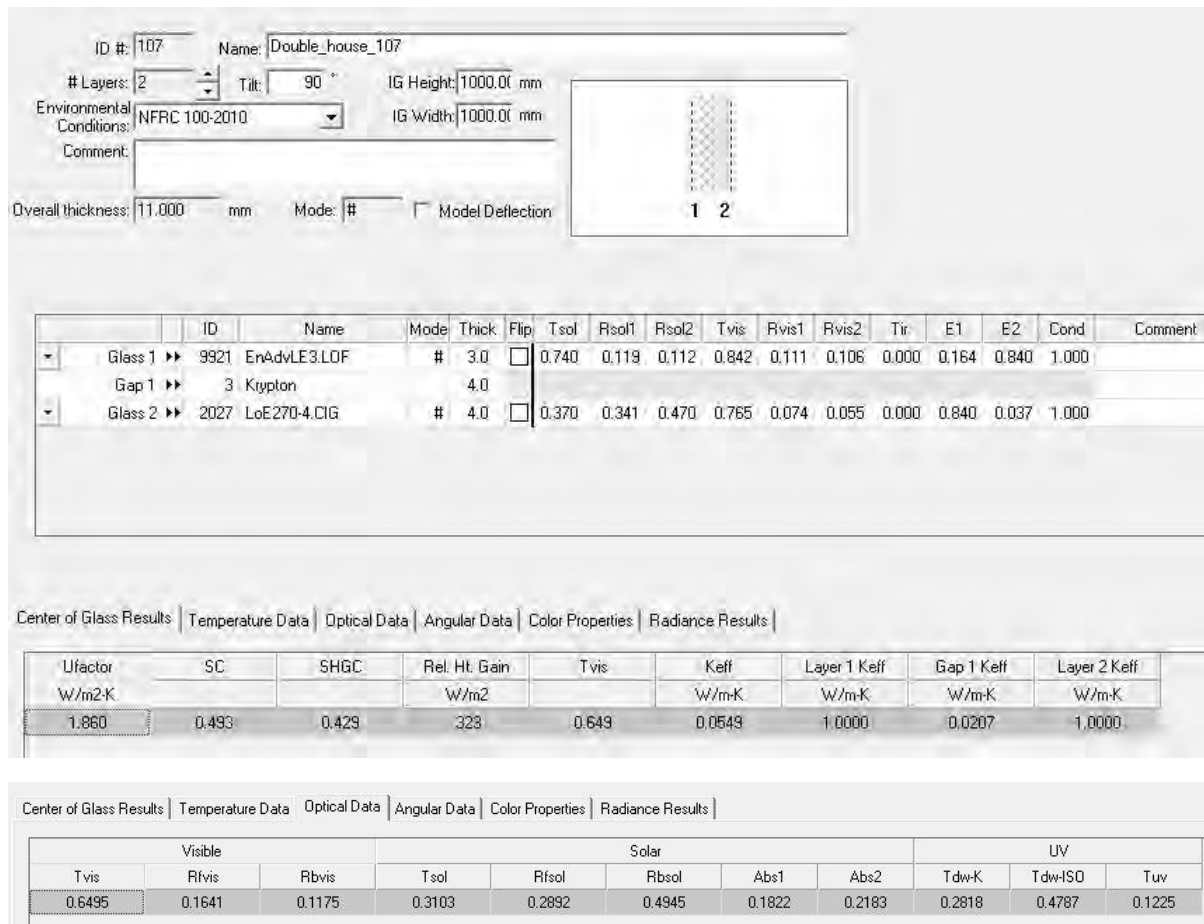 ID #: 107 Name: Double_house_107
# Layers: 2 Tilt: 90 ° IG Height: 1000.00 mm
Environmental Conditions: NFRC 100-2010 IG Width: 1000.00 mm
Comment:
Overall thickness: 11.000 mm Mode: # Model Deflection
1 2
ID Name Mode Thick Flip Tsol Rsol1 Rsol2 Tvis Rvis1 Rvis2 Tir E1 E2 Cond Comment
Glass 1 ▸▸ 9921 EnAdvLE3.LOF # 3.0 0.740 0.119 0.112 0.842 0.111 0.106 0.000 0.164 0.840 1.000
Gap 1 ▸▸ 3 Krypton 4.0
Glass 2 ▸▸ 2027 LoE270-4.CIG # 4.0 0.370 0.341 0.470 0.765 0.074 0.055 0.000 0.840 0.037 1.000
Center of Glass Results Temperature Data Optical Data Angular Data Color Properties Radiance Results
Ufactor SC SHGC Rel. Ht. Gain Tvis Keff Layer 1 Keff Gap 1 Keff Layer 2 Keff
W/m2-K W/m2 W/m-K W/m-K W/m-K W/m-K
1.860 0.493 0.429 323 0.649 0.0549 1.0000 0.0207 1.0000
Center of Glass Results Temperature Data Optical Data Angular Data Color Properties Radiance Results
Visible Solar UV
Tvis Rfvis Rbvis Tsol Rfsol Rbsol Abs1 Abs2 Tdw-K Tdw-ISO Tuv
0.6495 0.1641 0.1175 0.3103 0.2892 0.4945 0.1822 0.2183 0.2818 0.4787 0.1225